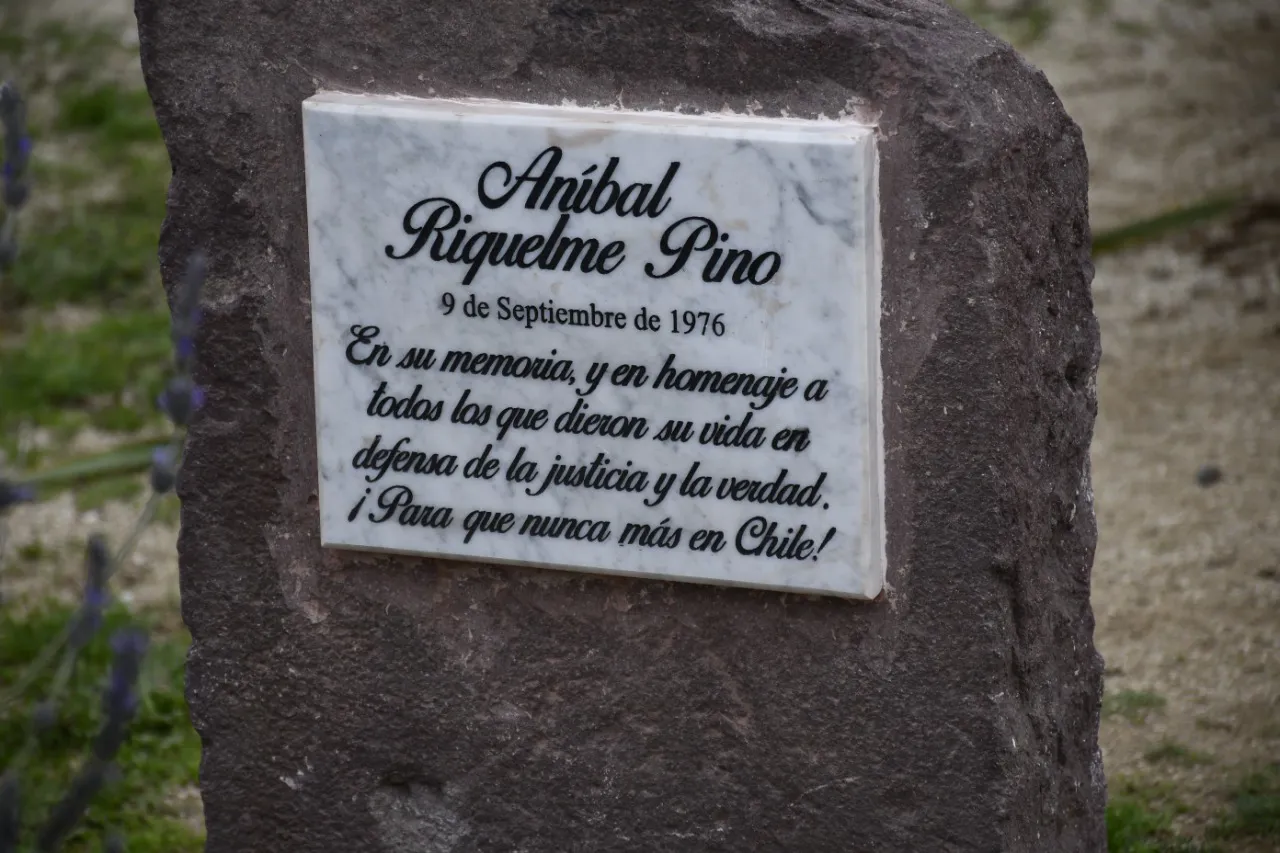 Aníbal
Riquelme Pino
9 de Septiembre de 1976
En su memoria, y en homenaje a
todos los que dieron su vida en
defensa de la justicia y la verdad.
¡Para que nunca más en Chile!